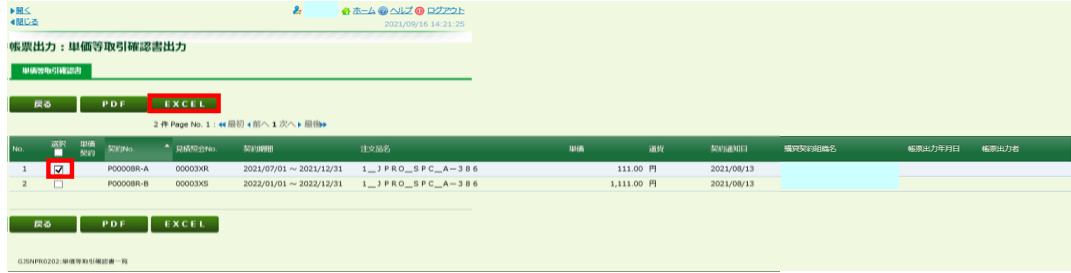 ▶開く
◀閉じる
ホーム ヘルプ ログアウト
2021/09/16 14:21:25
帳票出力：単価等取引確認書出力
単価等取引確認書
戻る PDF EXCEL
2 件 Page No. 1 : ◀◀ 最初 ◀ 前へ 1 次へ ▶ 最後▶▶
No. 選択 単価契約 契約No. 見積照会No. 契約期間 注文品名 単価 通貨 契約通知日 購買契約組織名 帳票出力年月日 帳票出力者
1 P00008R-A 00003XR 2021/07/01 ～ 2021/12/31 １＿ＪＰＲＯ＿ＳＰＣ＿Ａ－３８６ 111.00 円 2021/08/13
2 P00008R-B 00003XS 2022/01/01 ～ 2022/12/31 １＿ＪＰＲＯ＿ＳＰＣ＿Ａ－３８６ 1,111.00 円 2021/08/13
戻る PDF EXCEL
GJSNPR0202:単価等取引確認書一覧